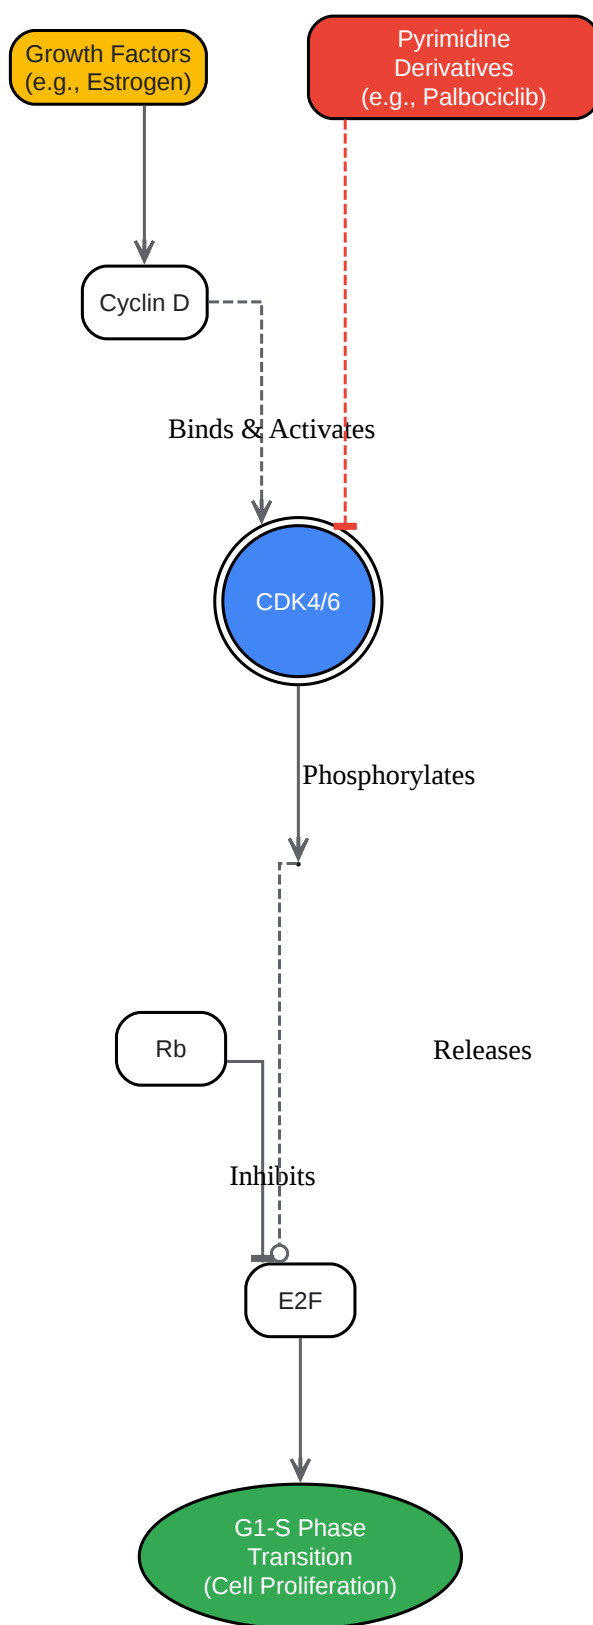 Growth Factors
(e.g., Estrogen)
Pyrimidine
Derivatives
(e.g., Palbociclib)
Cyclin D
Binds & Activates
CDK4/6
Phosphorylates
Rb
Releases
Inhibits
E2F
G1-S Phase
Transition
(Cell Proliferation)